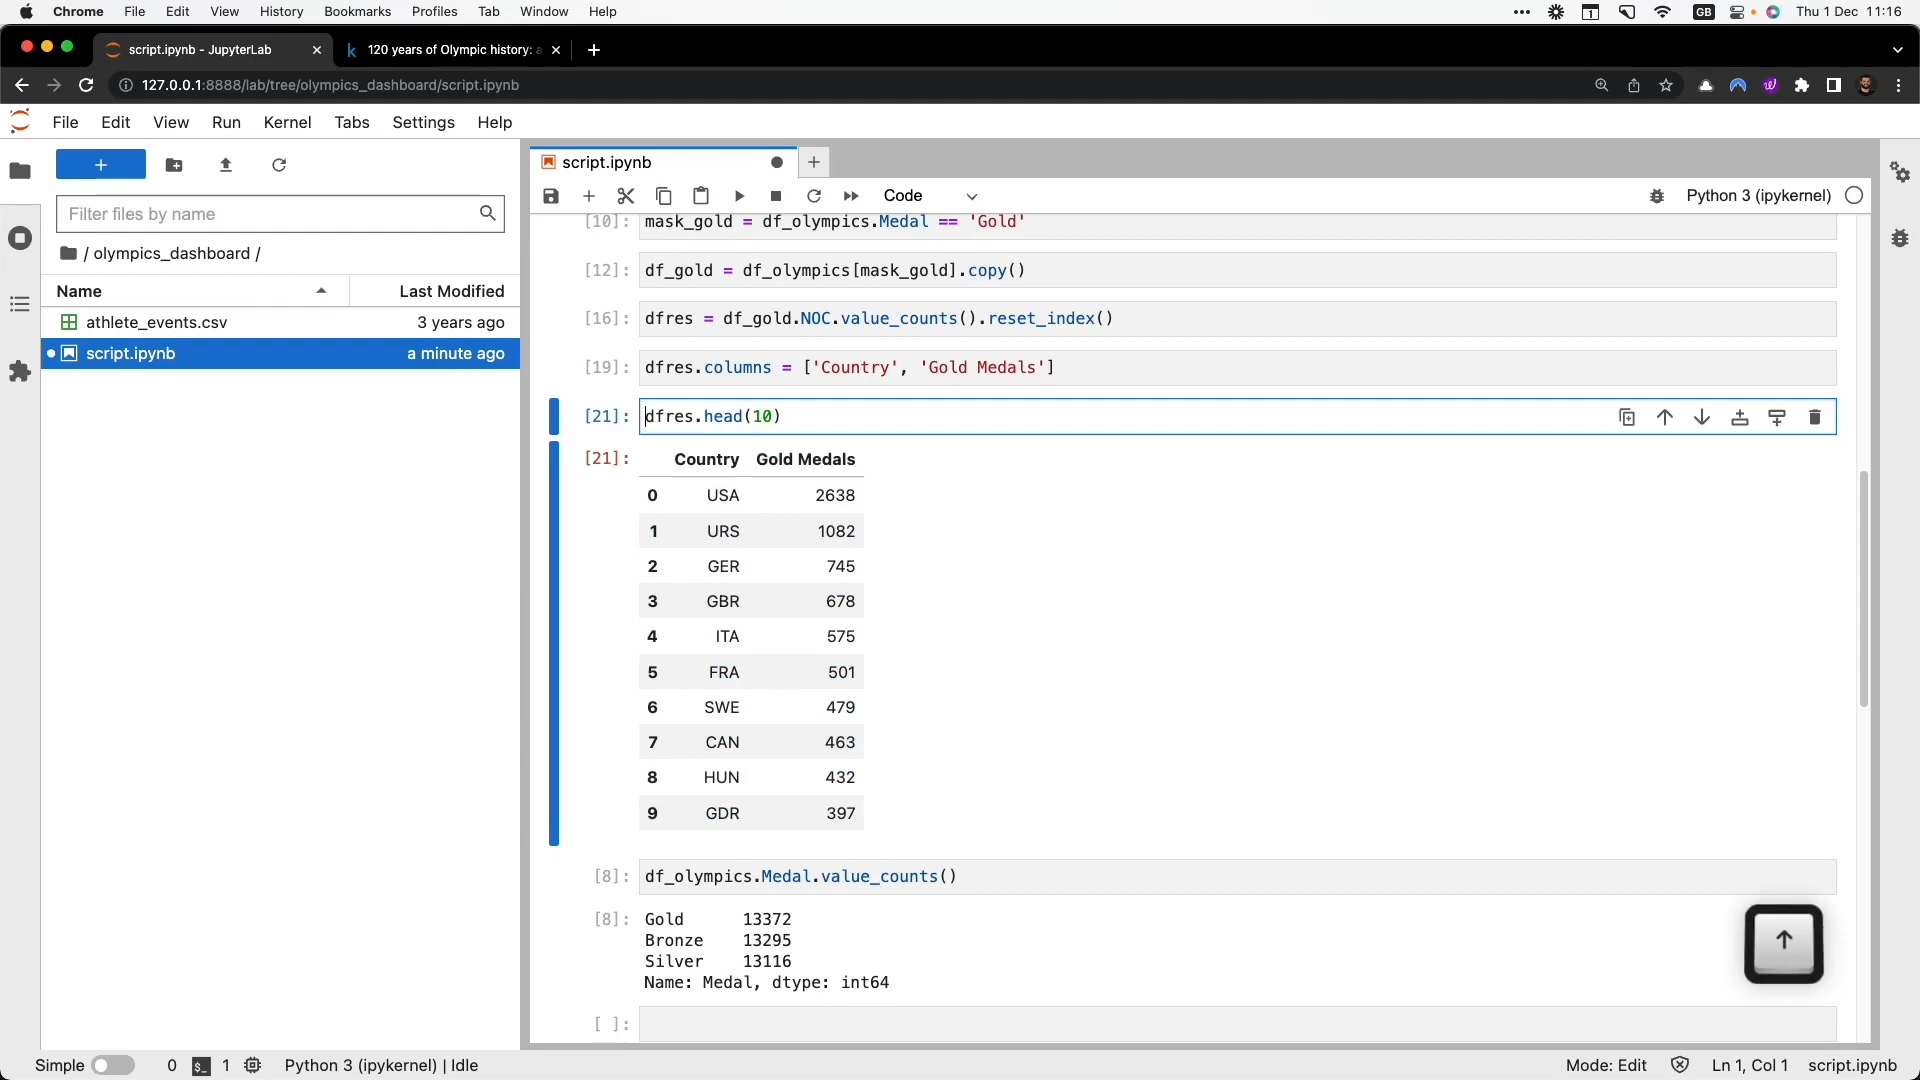 Chrome File Edit View History Bookmarks Profiles Tab Window Help GB Thu 1 Dec 11:16
script.ipynb - JupyterLab 120 years of Olympic history: a
127.0.0.1:8888/lab/tree/olympics_dashboard/script.ipynb
File Edit View Run Kernel Tabs Settings Help
script.ipynb
Filter files by name
Code Python 3 (ipykernel)
/ olympics_dashboard /
Name Last Modified
athlete_events.csv 3 years ago
script.ipynb a minute ago
[10]: mask_gold = df_olympics.Medal == 'Gold'
[12]: df_gold = df_olympics[mask_gold].copy()
[16]: dfres = df_gold.NOC.value_counts().reset_index()
[19]: dfres.columns = ['Country', 'Gold Medals']
[21]: dfres.head(10)
[21]: Country Gold Medals
0 USA 2638
1 URS 1082
2 GER 745
3 GBR 678
4 ITA 575
5 FRA 501
6 SWE 479
7 CAN 463
8 HUN 432
9 GDR 397
[8]: df_olympics.Medal.value_counts()
[8]: Gold 13372
Bronze 13295
Silver 13116
Name: Medal, dtype: int64
[ ]:
Simple 0 1 Python 3 (ipykernel) | Idle Mode: Edit Ln 1, Col 1 script.ipynb